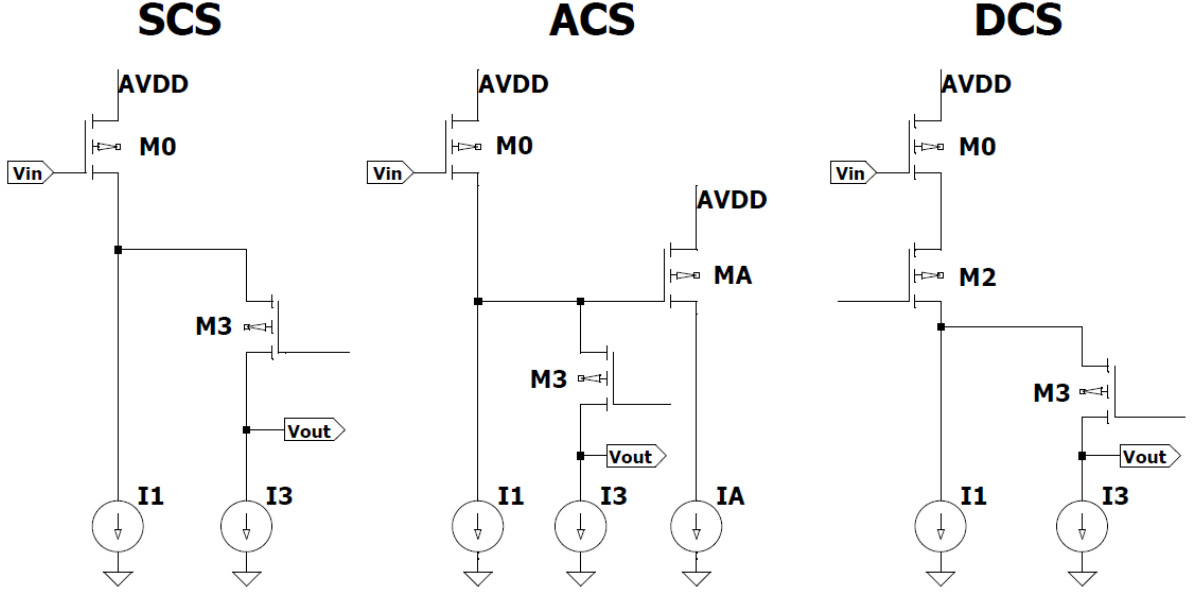 SCS
AVDD
M0
Vin
M3
Vout
I1
I3
ACS
AVDD
M0
Vin
AVDD
MA
M3
Vout
I1
I3
IA
DCS
AVDD
M0
Vin
M2
M3
Vout
I1
I3